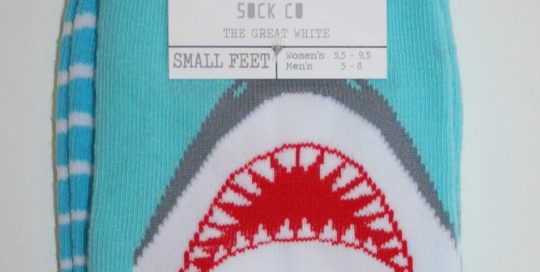 SOCK CO
THE GREAT WHITE
SMALL FEET
Women's 5.5 - 9.5
Men's 5 - 8